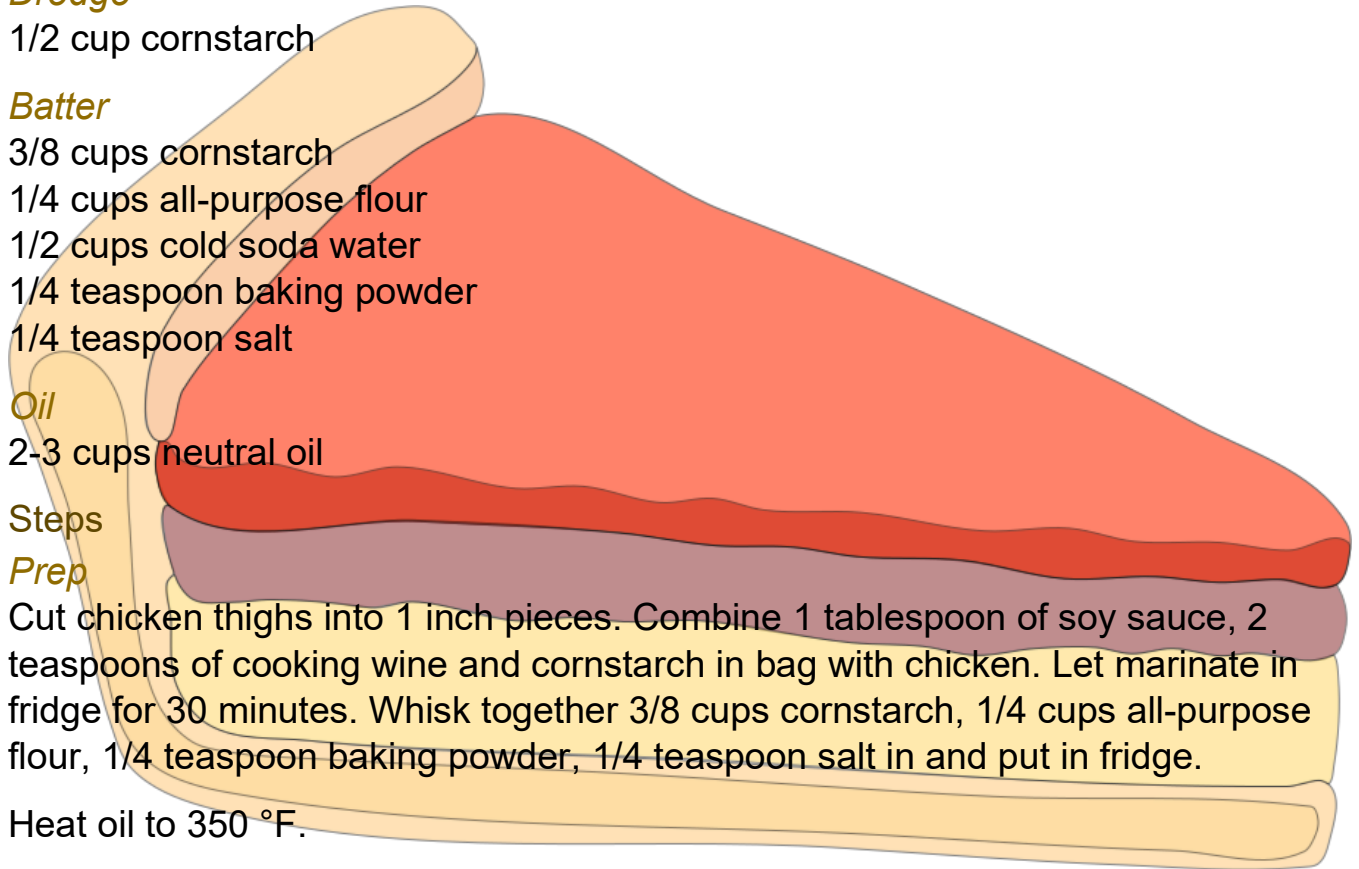 Dredge
1/2 cup cornstarch
Batter
3/8 cups cornstarch
1/4 cups all-purpose flour
1/2 cups cold soda water
1/4 teaspoon baking powder
1/4 teaspoon salt
Oil
2-3 cups neutral oil
Steps
Prep
Cut chicken thighs into 1 inch pieces. Combine 1 tablespoon of soy sauce, 2
teaspoons of cooking wine and cornstarch in bag with chicken. Let marinate in
fridge for 30 minutes. Whisk together 3/8 cups cornstarch, 1/4 cups all-purpose
flour, 1/4 teaspoon baking powder, 1/4 teaspoon salt in and put in fridge.
Heat oil to 350 °F.